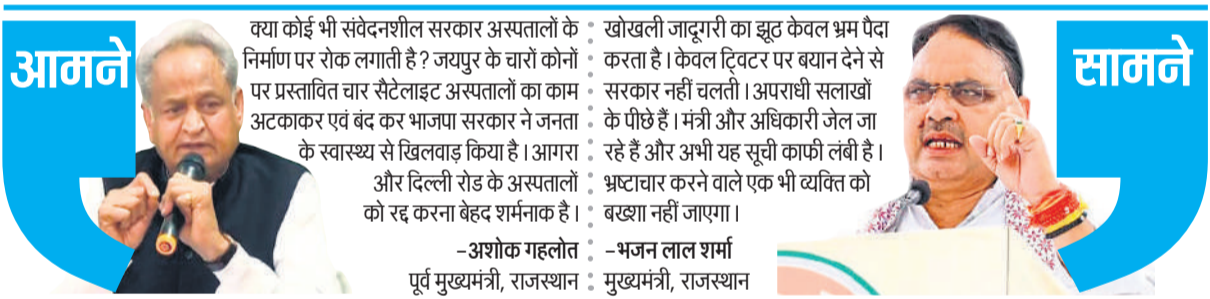 आमने
क्या कोई भी संवेदनशील सरकार अस्पतालों के
निर्माण पर रोक लगाती है? जयपुर के चारों कोनों
पर प्रस्तावित चार सैटेलाइट अस्पतालों का काम
अटकाकर एवं बंद कर भाजपा सरकार ने जनता
के स्वास्थ्य से खिलवाड़ किया है। आगरा
और दिल्ली रोड के अस्पतालों
को रद्द करना बेहद शर्मनाक है।
–अशोक गहलोत
पूर्व मुख्यमंत्री, राजस्थान
खोखली जादूगरी का झूठ केवल भ्रम पैदा
करता है। केवल ट्विटर पर बयान देने से
सरकार नहीं चलती। अपराधी सलाखों
के पीछे हैं। मंत्री और अधिकारी जेल जा
रहे हैं और अभी यह सूची काफी लंबी है।
भ्रष्टाचार करने वाले एक भी व्यक्ति को
बख्शा नहीं जाएगा।
–भजन लाल शर्मा
मुख्यमंत्री, राजस्थान
सामने